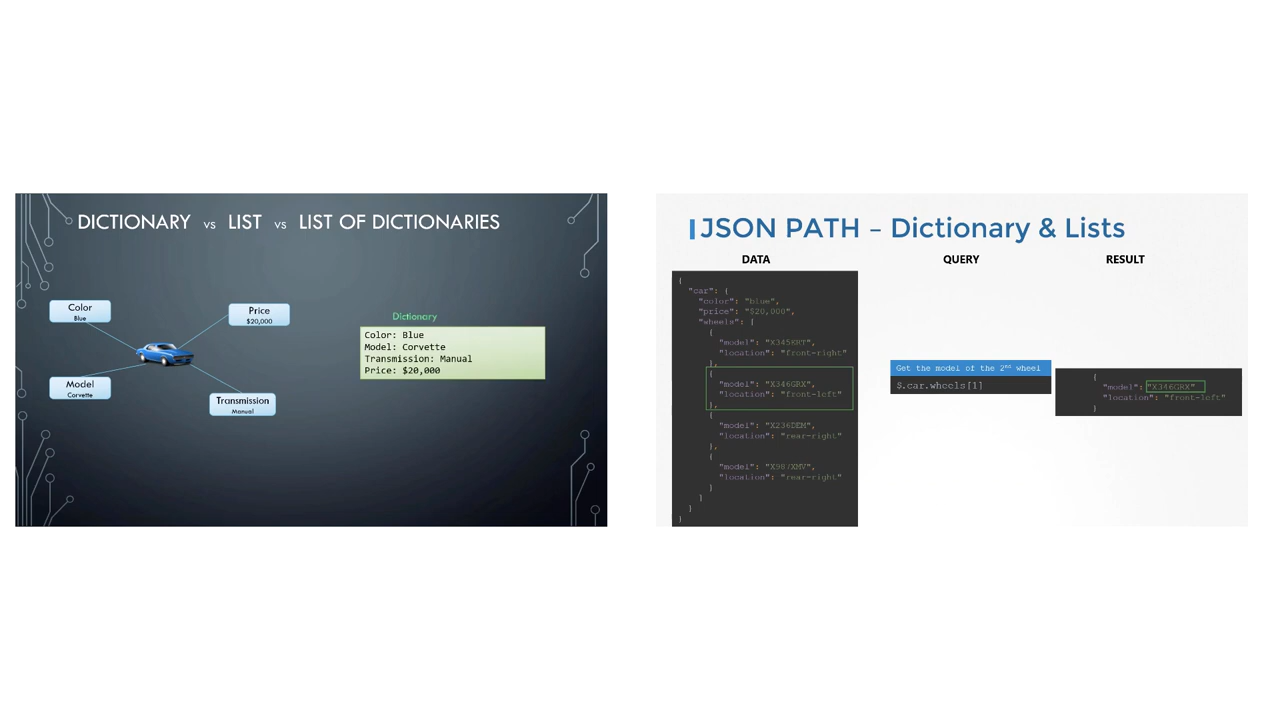 DICTIONARY vs LIST vs LIST OF DICTIONARIES
Color
Blue
Price
$20,000
Model
Corvette
Transmission
Manual
Dictionary
Color: Blue
Model: Corvette
Transmission: Manual
Price: $20,000
JSON PATH – Dictionary & Lists
DATA
{
"car": {
"color": "blue",
"price": "$20,000",
"wheels": [
{
"model": "X345ERT",
"location": "front-right"
},
{
"model": "X346GRX",
"location": "front-left"
},
{
"model": "X236DEM",
"location": "rear-right"
},
{
"model": "X987XMV",
"location": "rear-right"
}
]
}
}
QUERY
Get the model of the 2nd wheel
$.car.wheels[1]
RESULT
{
"model": "X346GRX"
"location": "front-left"
}